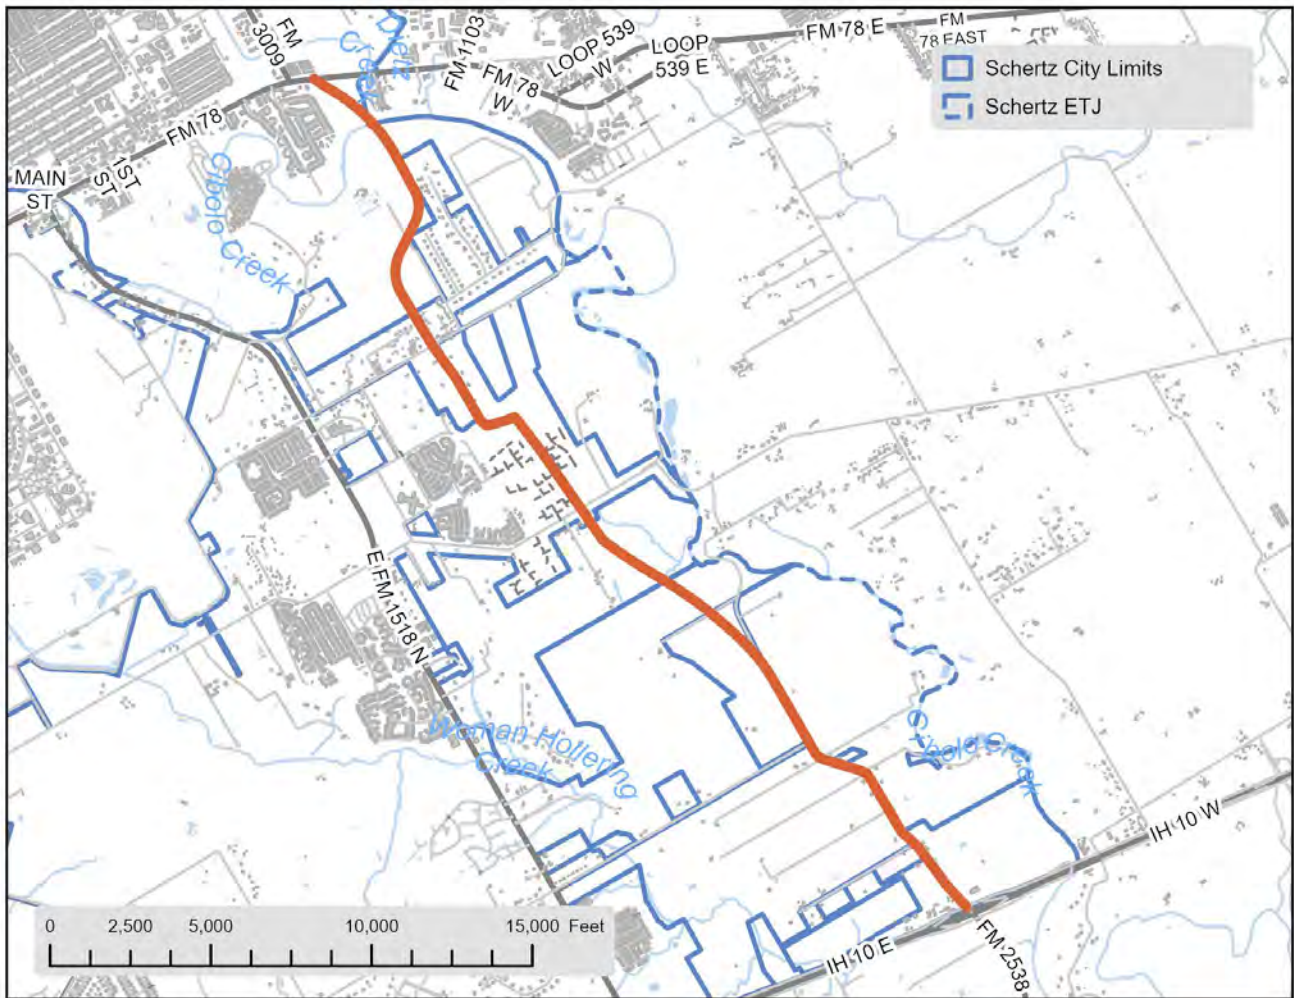 FM
3009
Dietz
Creek
FM 1103
LOOP 539
W
LOOP
539 E
FM 78 E
FM
78 EAST
Schertz City Limits
Schertz ETJ
FM 78
W
FM 78
1ST
ST
MAIN
ST
Cibolo
Creek
E FM 1518 N
Woman Hollering
Creek
Cibolo Creek
IH 10 W
IH 10 E
FM 2538
0 2,500 5,000 10,000 15,000 Feet